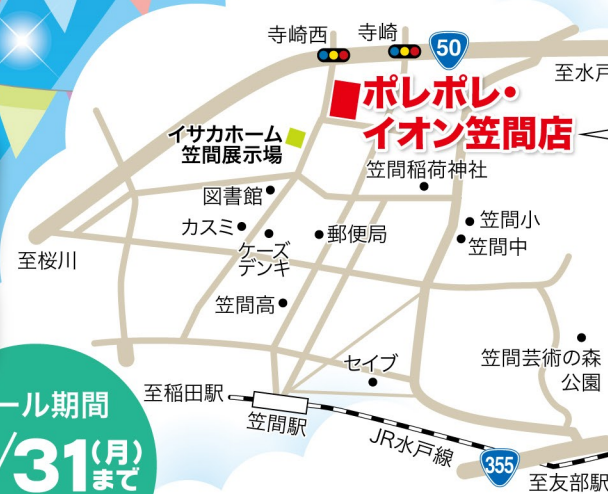 寺崎西
寺崎
50
至水戸
ポレポレ・
イオン笠間店
イサカホーム
笠間展示場
笠間稲荷神社
図書館
カスミ
ケーズ
デンキ
郵便局
笠間小
笠間中
至桜川
笠間高
セイブ
笠間芸術の森
公園
至稲田駅
笠間駅
JR水戸線
355
至友部駅
ール期間
/31(月)
まで